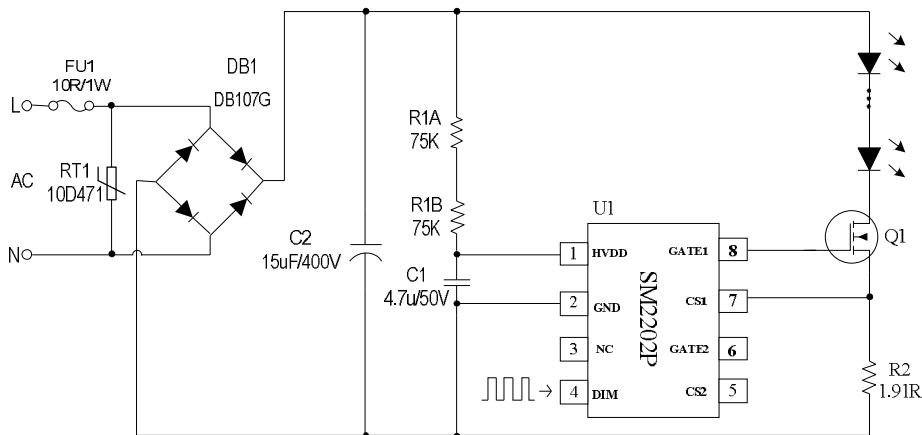 FU1
10R/1W
DB1
DB107G
L
R1A
75K
RT1
10D471
AC
R1B
75K
U1
C2
15uF/400V
Q1
1
HVDD
GATE1
8
N
C1
4.7u/50V
SM2202P
2
GND
CS1
7
3
NC
GATE2
6
R2
1.91R
4
DIM
CS2
5